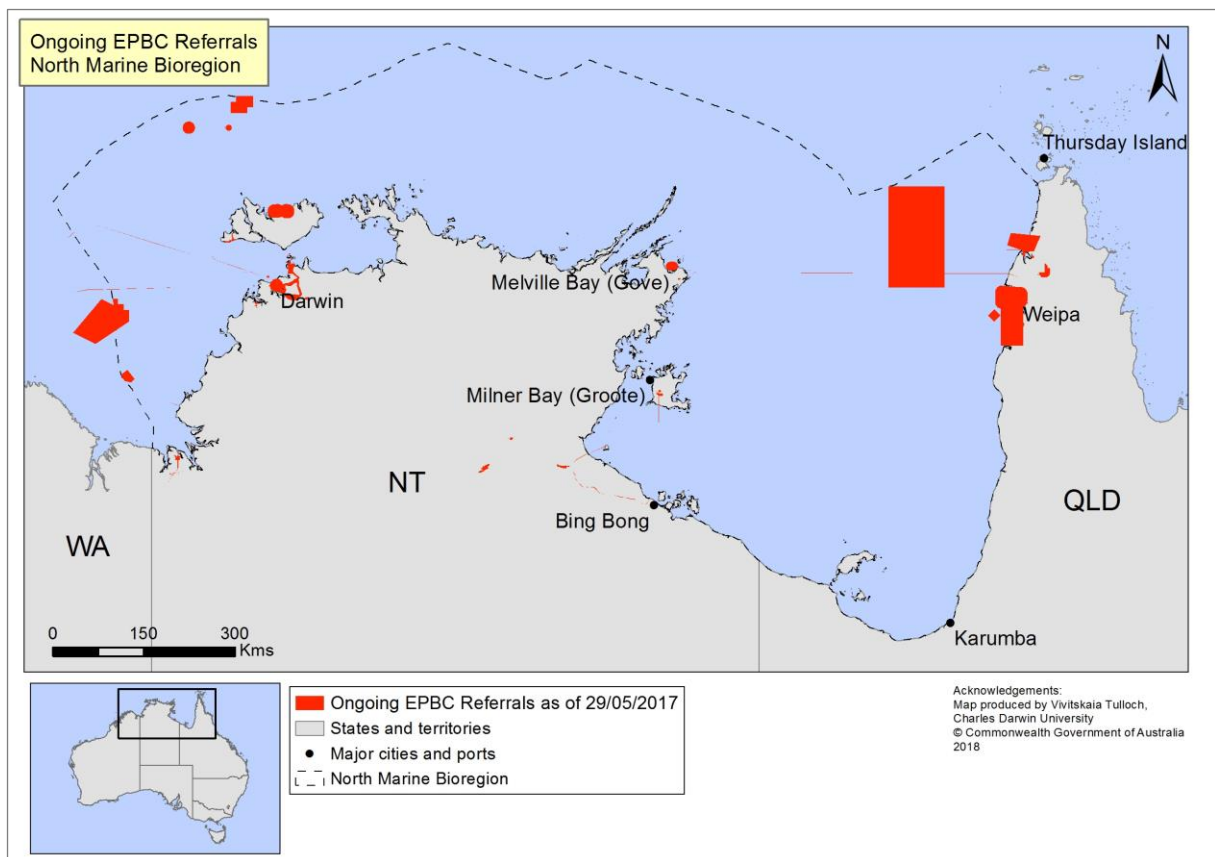 Ongoing EPBC Referrals
North Marine Bioregion
N
Thursday Island
Melville Bay (Gove)
Darwin
Weipa
Milner Bay (Groote)
NT
QLD
Bing Bong
WA
Karumba
0 150 300
Kms
Ongoing EPBC Referrals as of 29/05/2017
States and territories
Major cities and ports
North Marine Bioregion
Acknowledgements:
Map produced by Vivitskaia Tulloch,
Charles Darwin University
© Commonwealth Government of Australia
2018